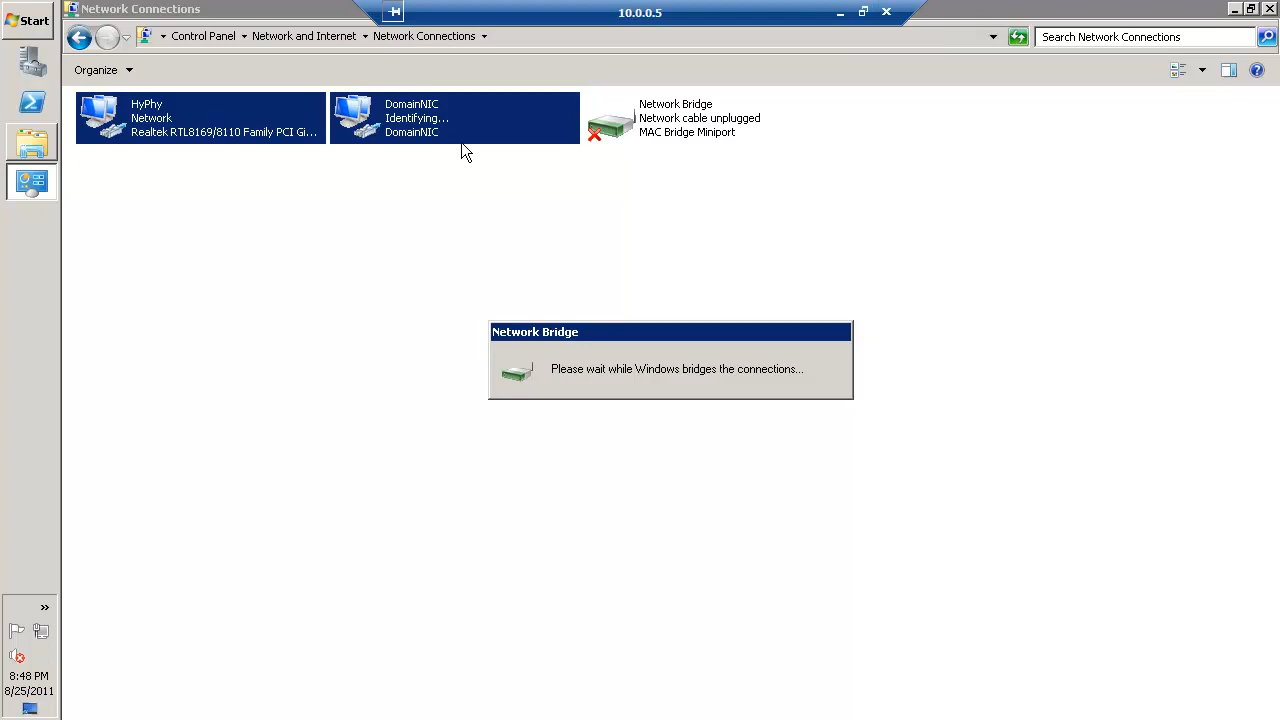 Network Connections
10.0.0.5
Start
Control Panel
Network and Internet
Network Connections
Search Network Connections
Organize
HyPhy
Network
Realtek RTL8169/8110 Family PCI Gi...
DomainNIC
Identifying...
DomainNIC
Network Bridge
Network cable unplugged
MAC Bridge Miniport
Network Bridge
Please wait while Windows bridges the connections...
8:48 PM
8/25/2011